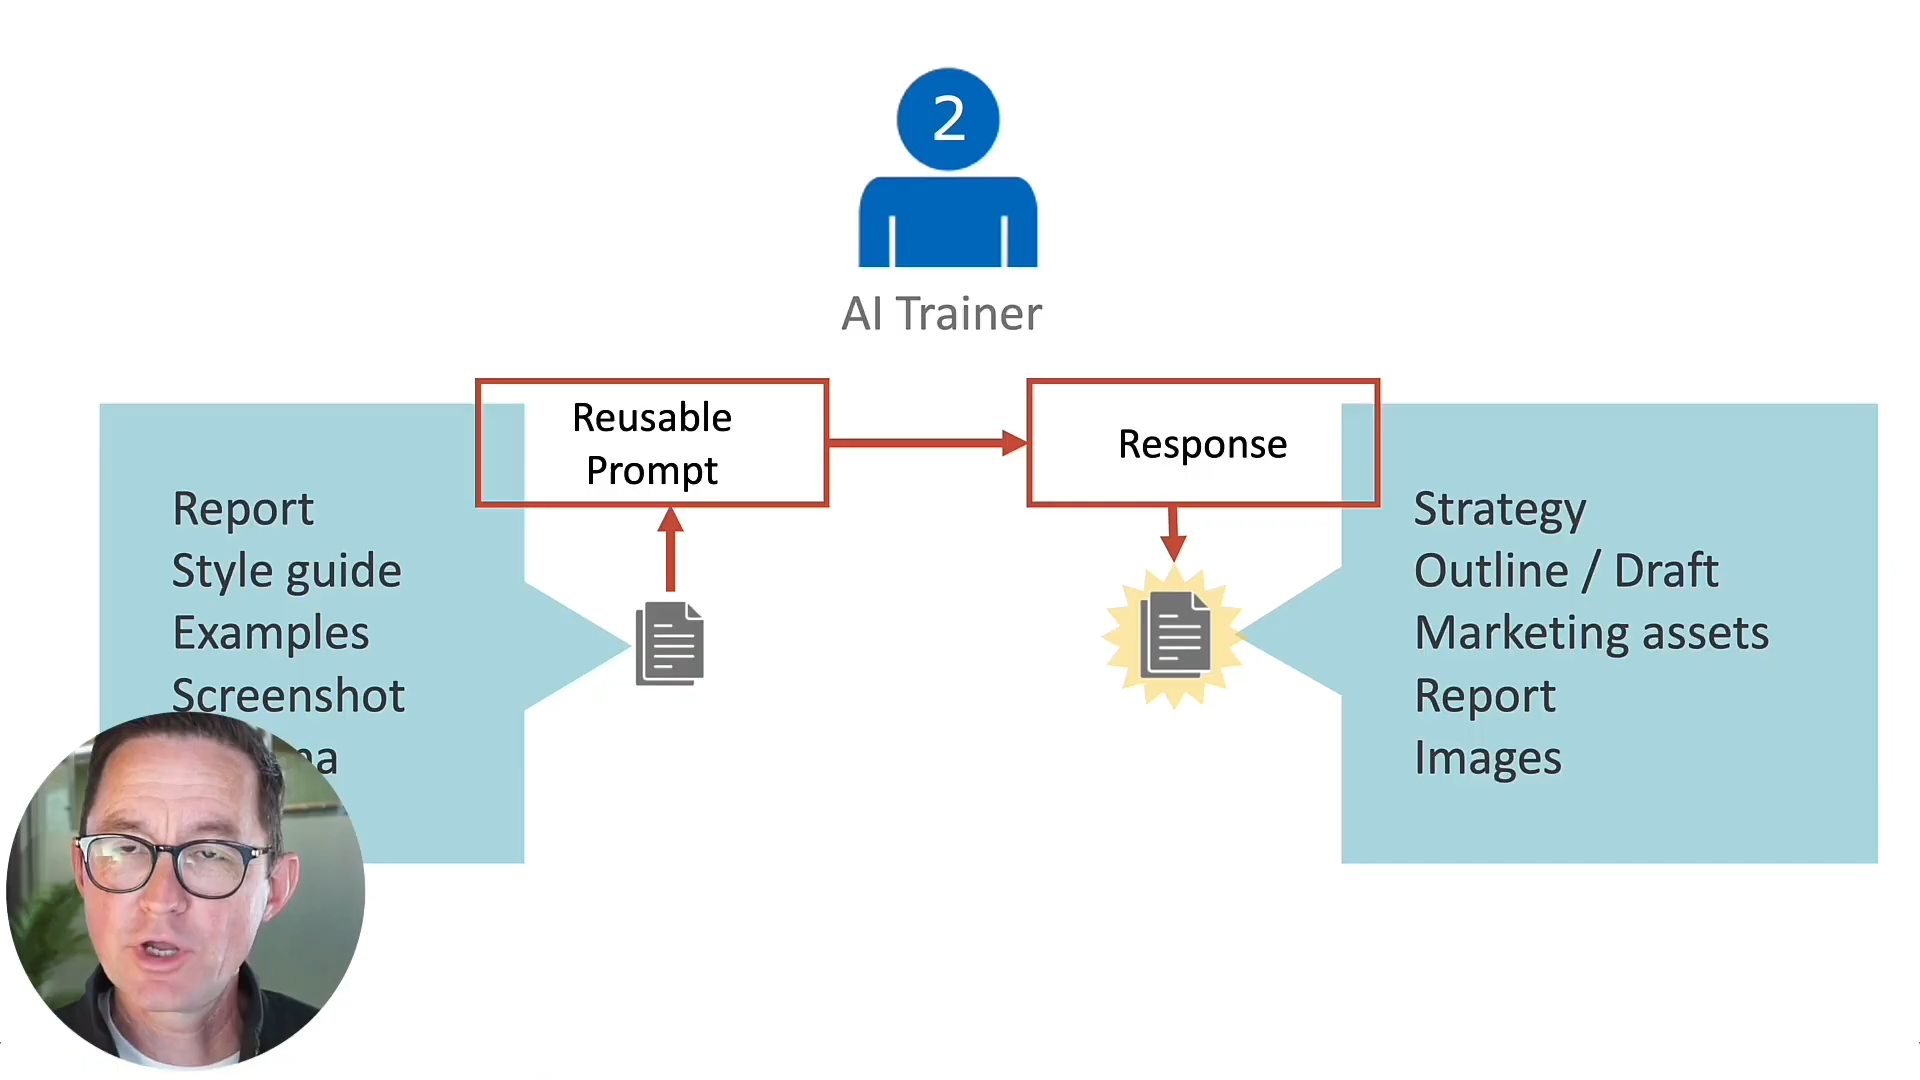 2
AI Trainer
Reusable
Prompt
Response
Report
Style guide
Examples
Screenshot
Strategy
Outline / Draft
Marketing assets
Report
Images